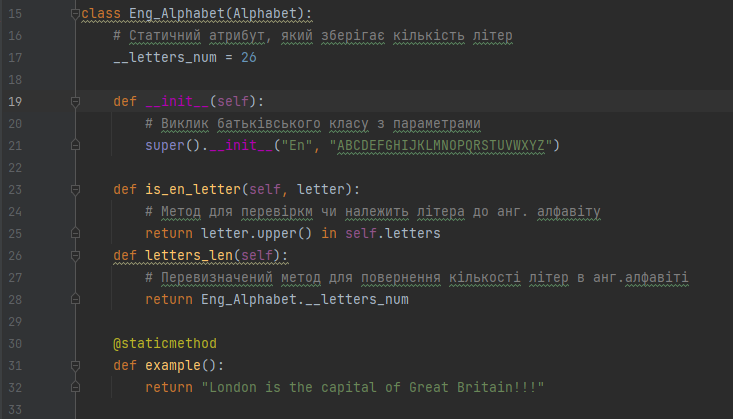 15 class Eng_Alphabet(Alphabet):
16 # Статичний атрибут, який зберігає кількість літер
17 __letters_num = 26
18
19 def __init__(self):
20 # Виклик батьківського класу з параметрами
21 super().__init__("En", "ABCDEFGHIJKLMNOPQRSTUVWXYZ")
22
23 def is_en_letter(self, letter):
24 # Метод для перевіркм чи належить літера до анг. алфавіту
25 return letter.upper() in self.letters
26 def letters_len(self):
27 # Перевизначений метод для повернення кількості літер в анг.алфавіті
28 return Eng_Alphabet.__letters_num
29
30 @staticmethod
31 def example():
32 return "London is the capital of Great Britain!!!"
33